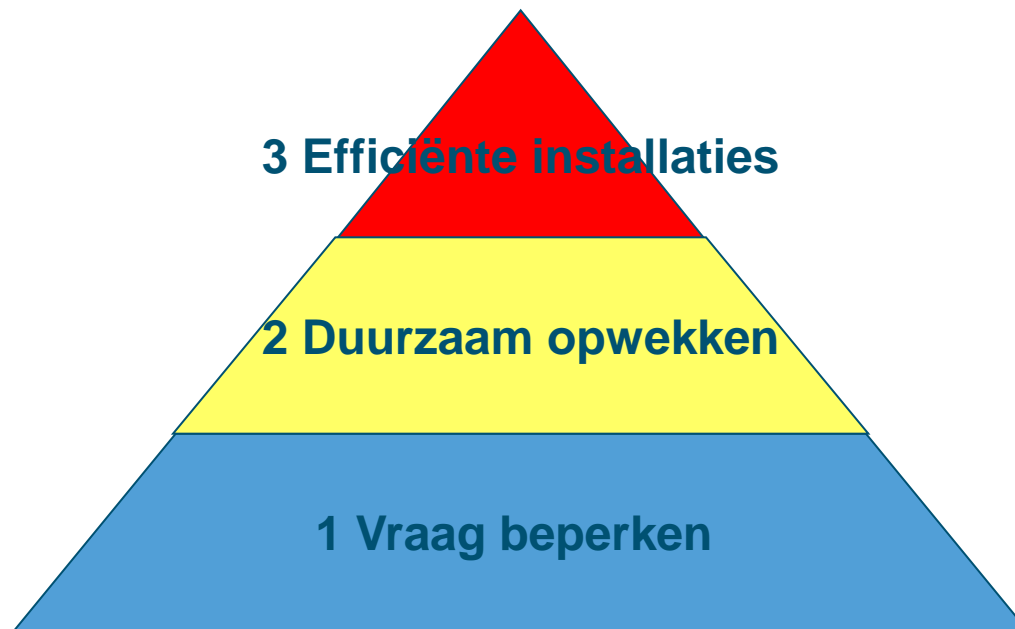 3 Efficiënte installaties
2 Duurzaam opwekken
1 Vraag beperken